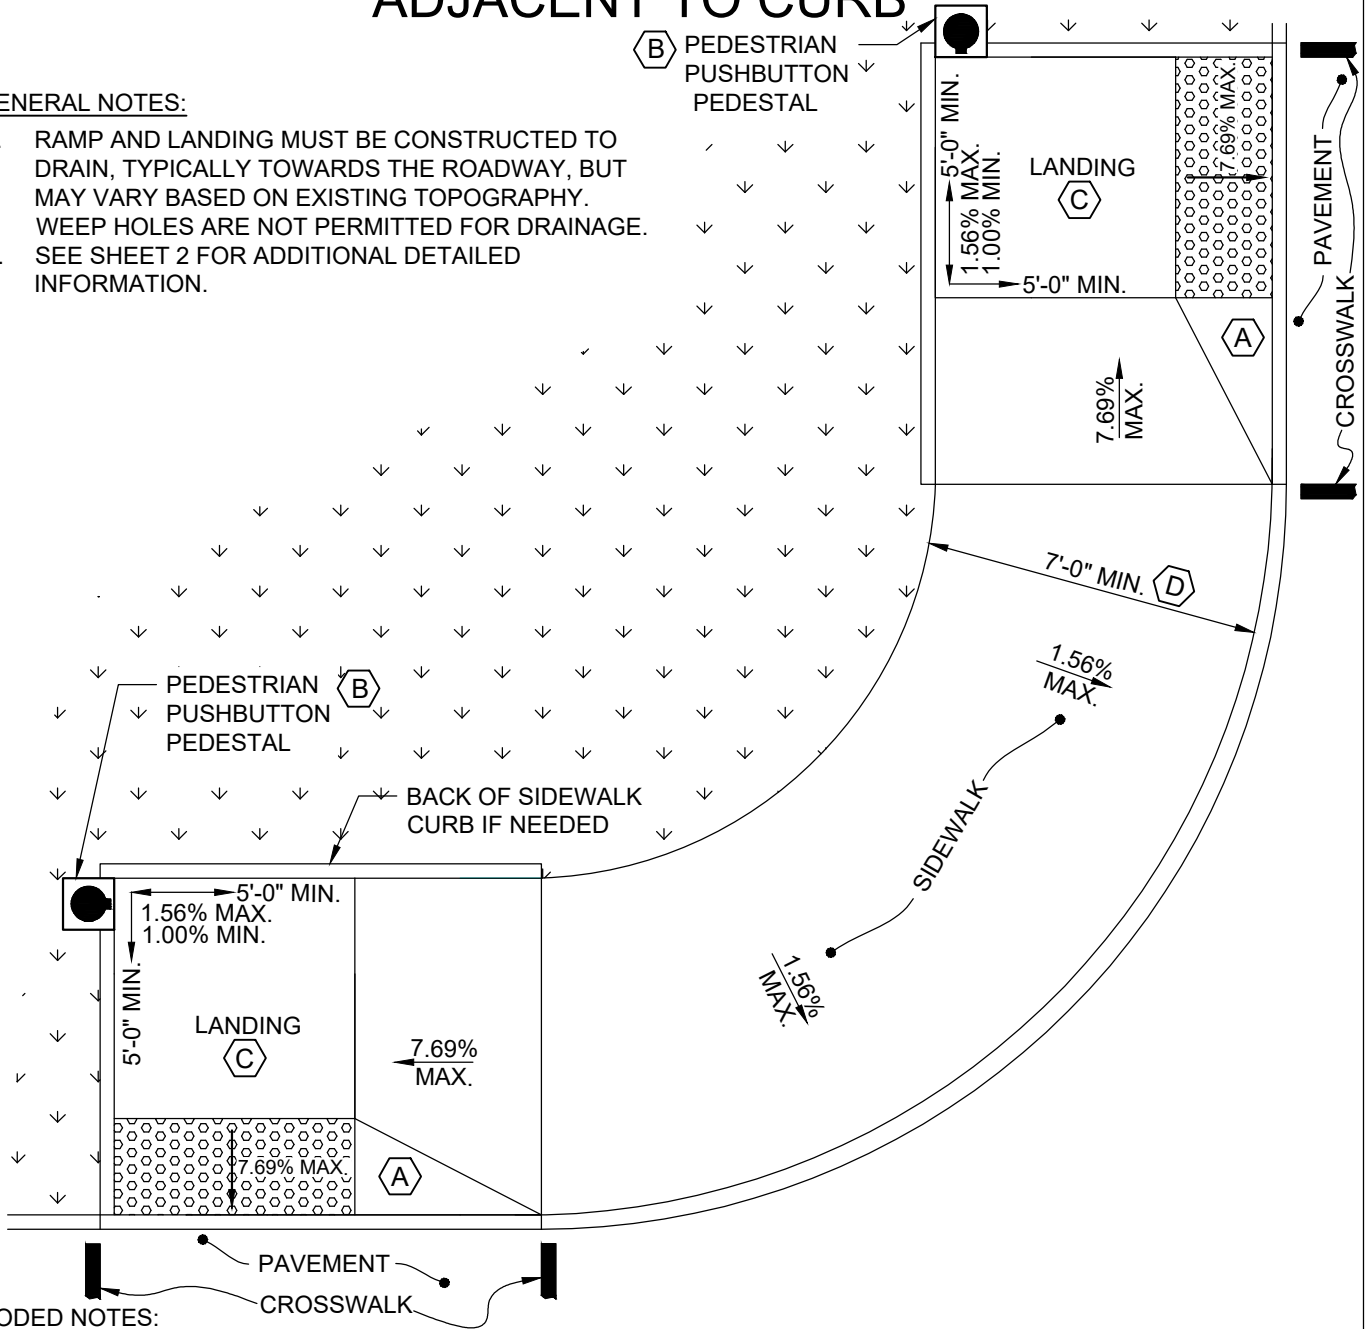 ADJACENT TO CURB
B PEDESTRIAN
PUSHBUTTON
PEDESTAL
ENERAL NOTES:
RAMP AND LANDING MUST BE CONSTRUCTED TO
DRAIN, TYPICALLY TOWARDS THE ROADWAY, BUT
MAY VARY BASED ON EXISTING TOPOGRAPHY.
WEEP HOLES ARE NOT PERMITTED FOR DRAINAGE.
SEE SHEET 2 FOR ADDITIONAL DETAILED
INFORMATION.
5'-0" MIN.
1.56% MAX.
1.00% MIN.
5'-0" MIN.
LANDING
C
7.69% MAX.
PAVEMENT
CROSSWALK
A
7.69%
MAX.
7'-0" MIN. D
1.56%
MAX.
SIDEWALK
1.56%
MAX.
PEDESTRIAN B
PUSHBUTTON
PEDESTAL
BACK OF SIDEWALK
CURB IF NEEDED
5'-0" MIN.
1.56% MAX.
1.00% MIN.
5'-0" MIN.
LANDING
C
7.69%
MAX.
7.69% MAX.
A
PAVEMENT
CROSSWALK
ODED NOTES: